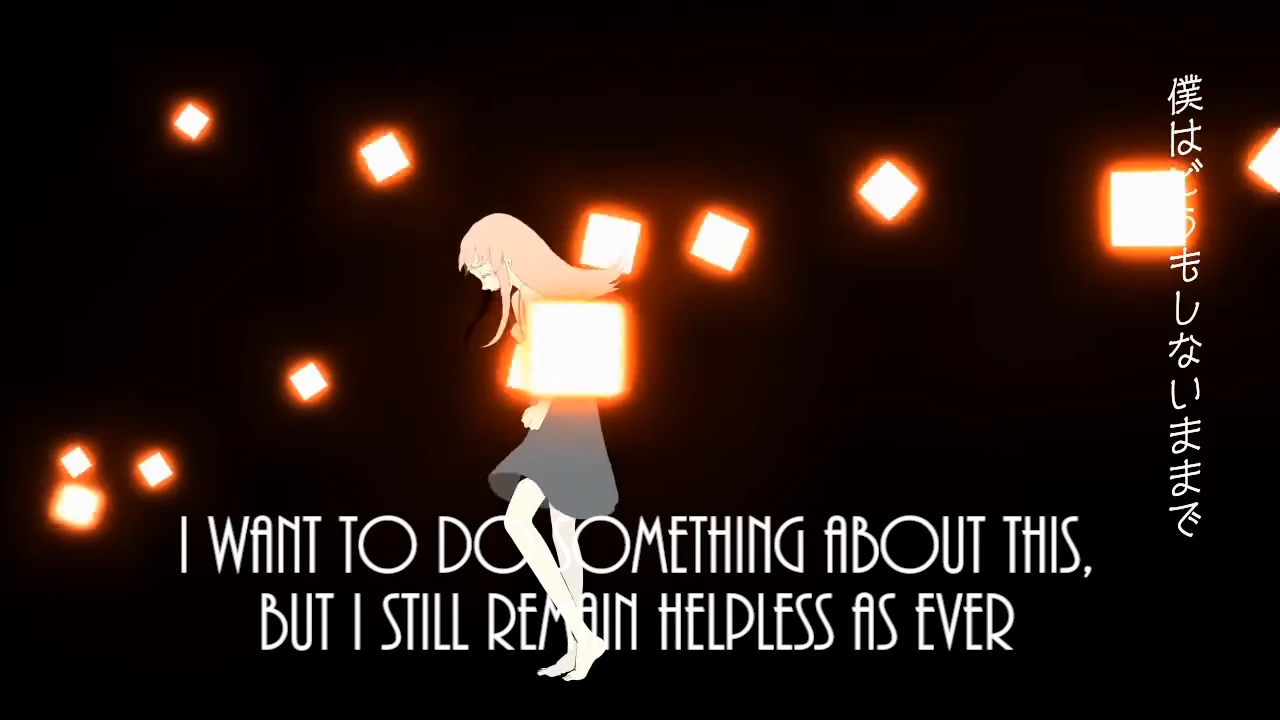 僕はどうもしないままで
I WANT TO DO SOMETHING ABOUT THIS,
BUT I STILL REMAIN HELPLESS AS EVER